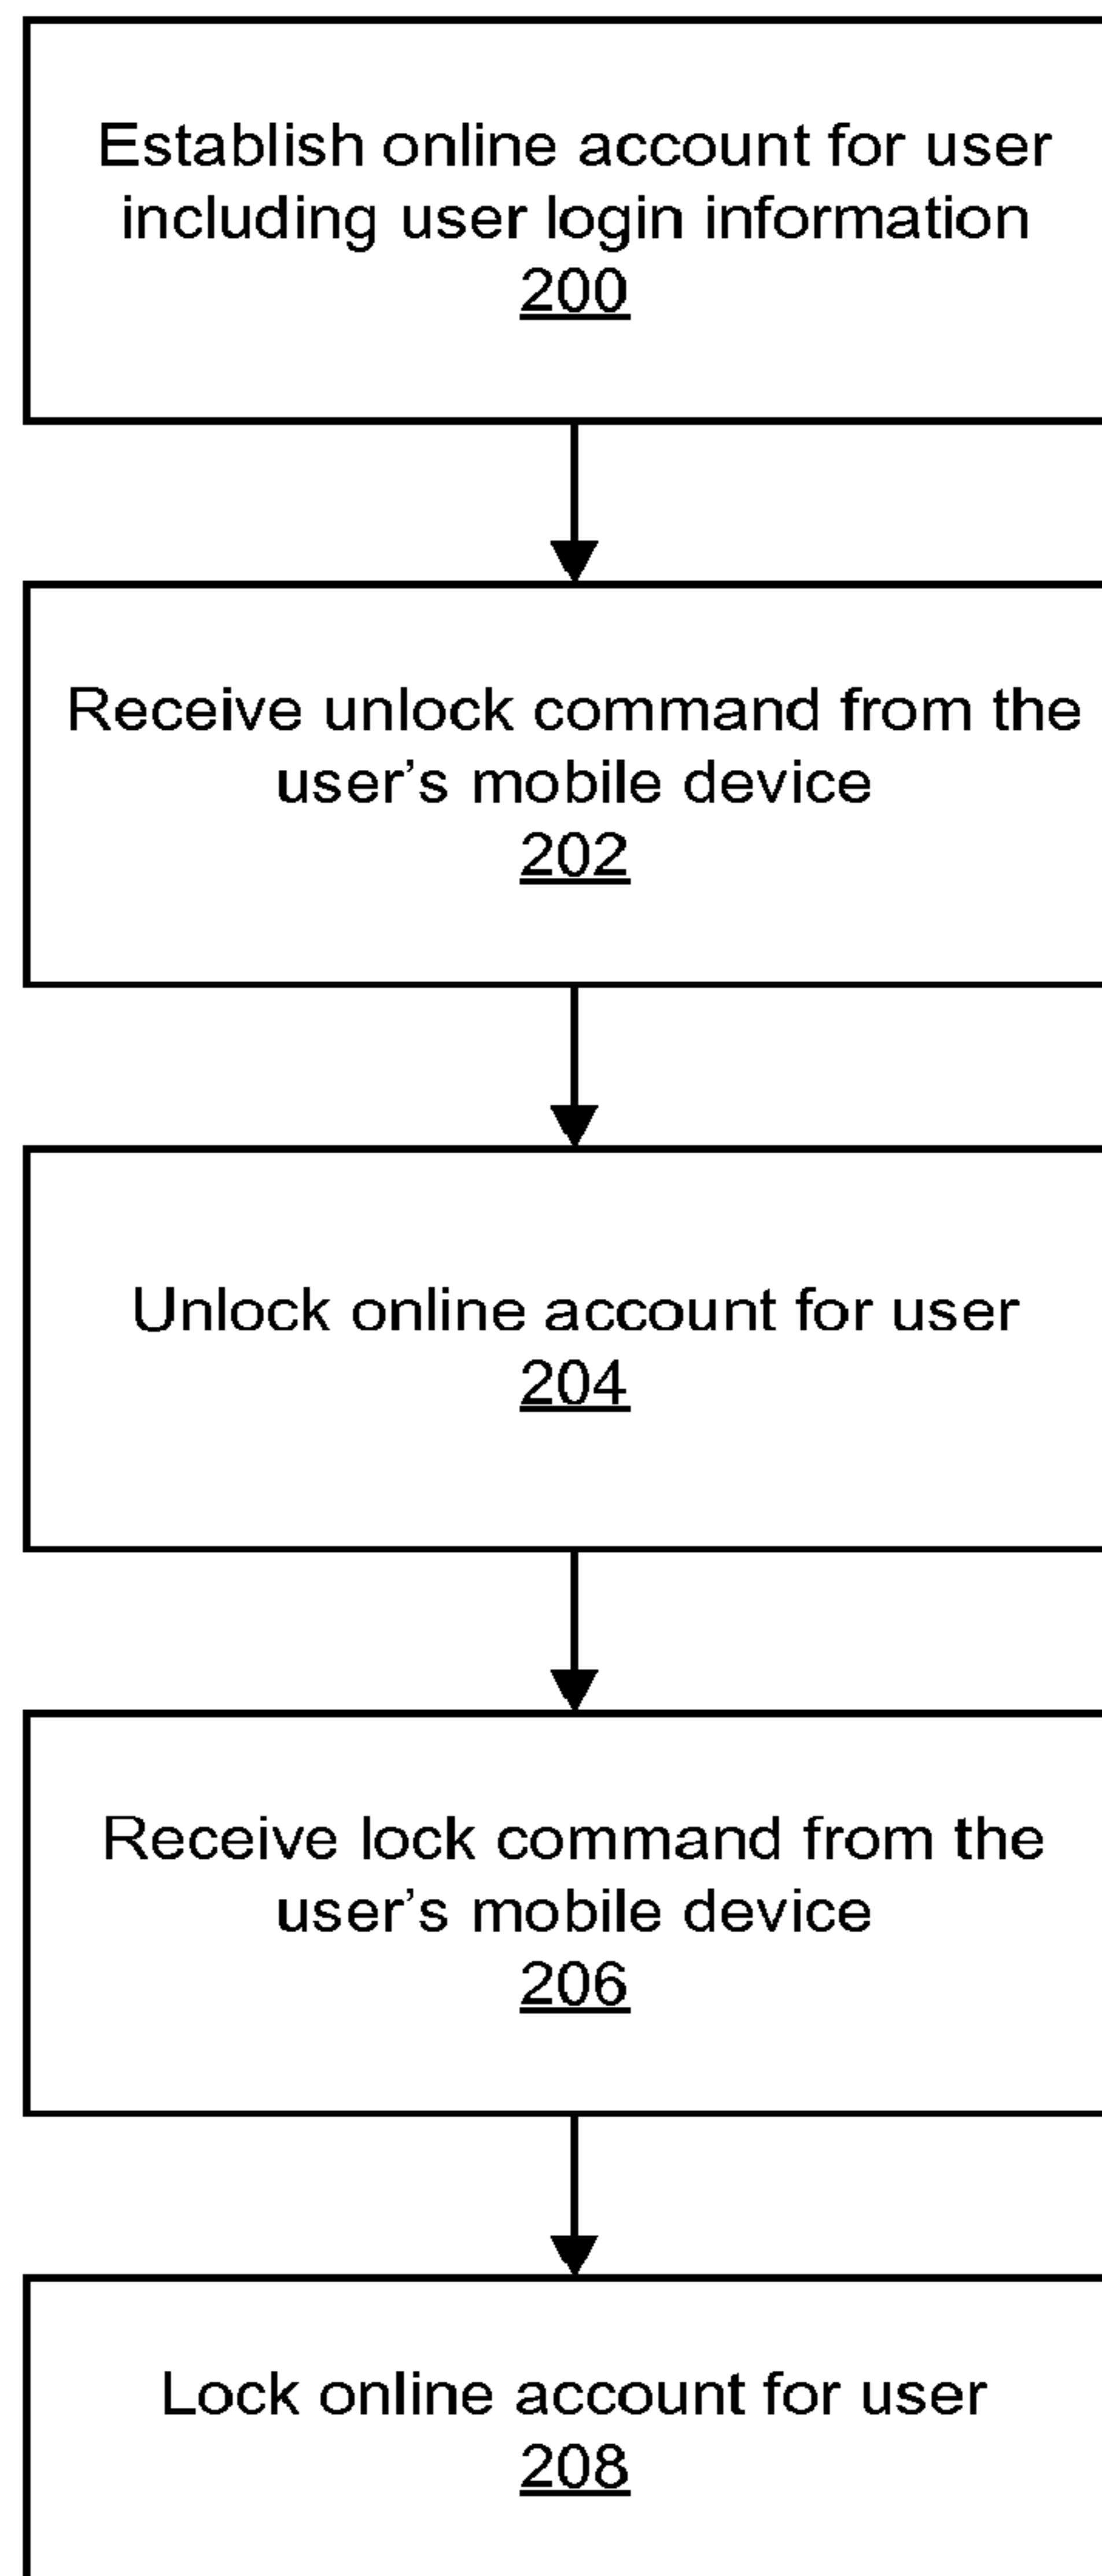 Establish online account for user
including user login information
200
Receive unlock command from the
user’s mobile device
202
Unlock online account for user
204
Receive lock command from the
user’s mobile device
206
Lock online account for user
208